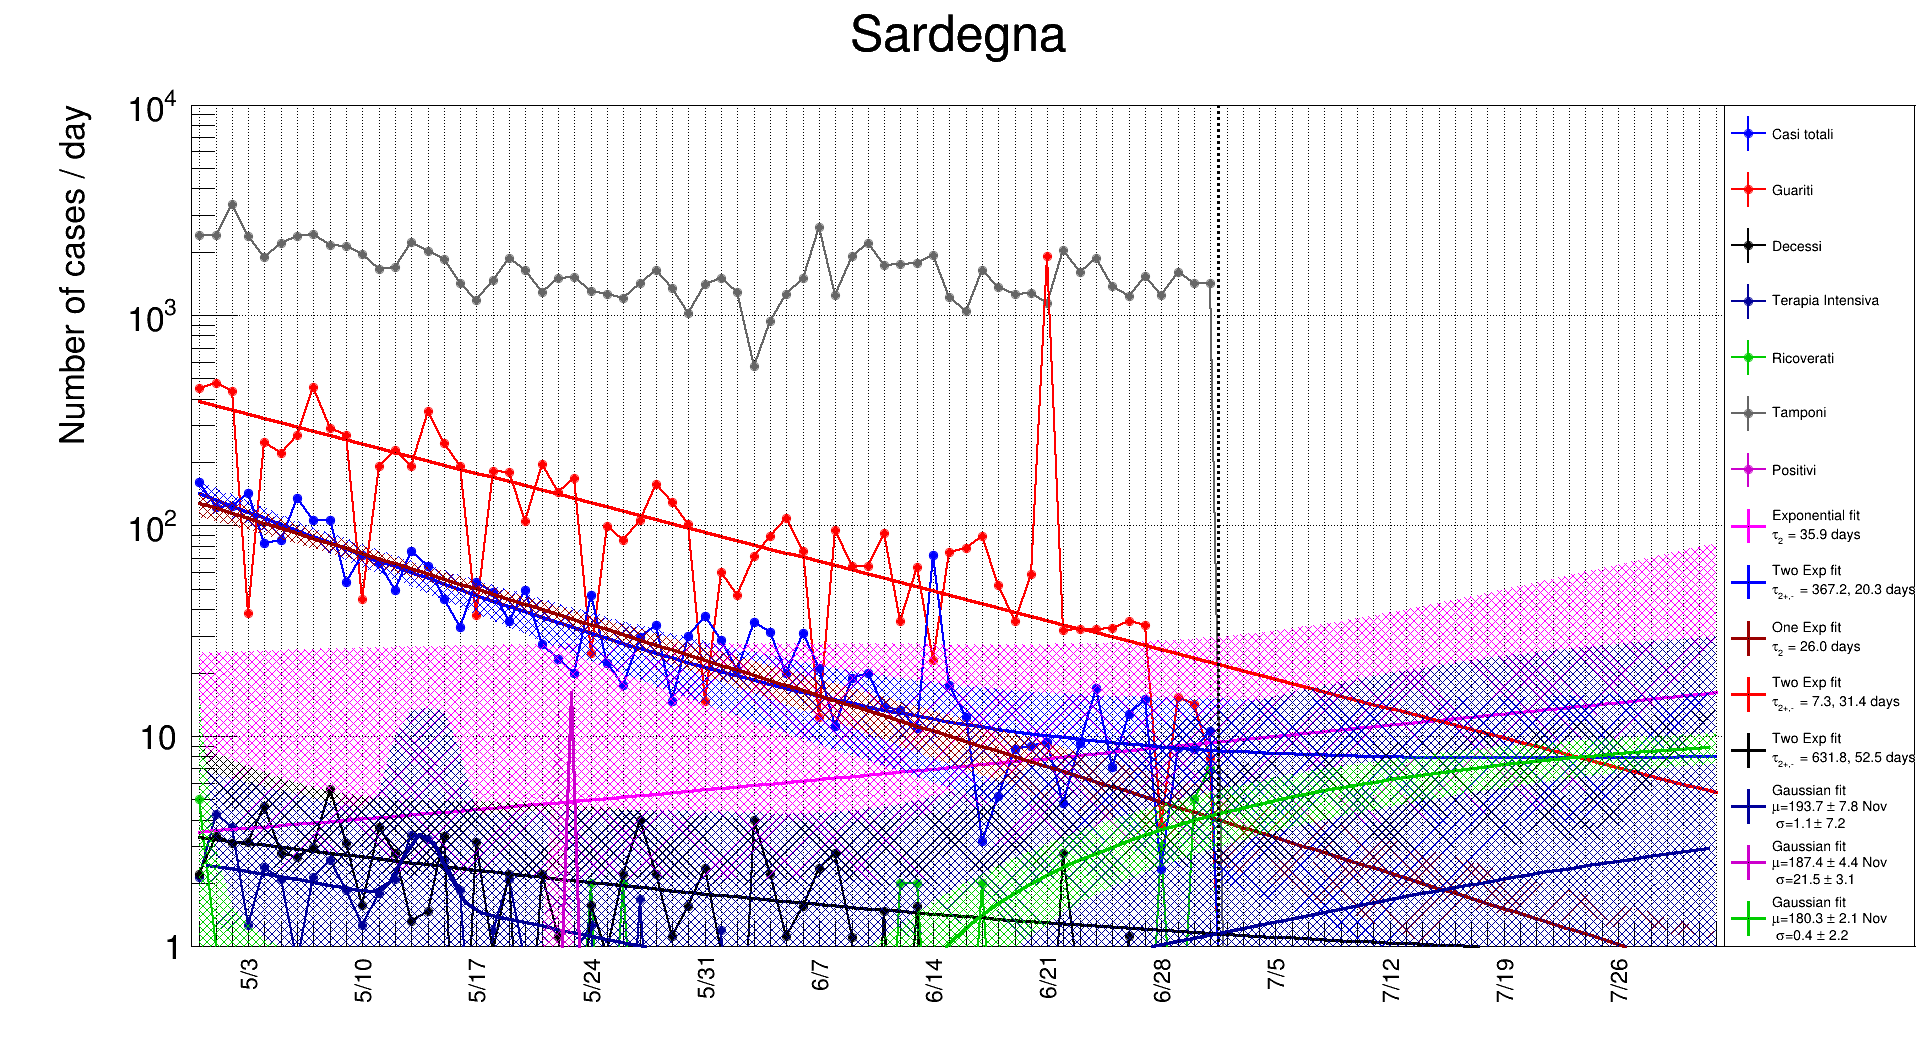 Sardegna
Number of cases / day
10⁴
10³
10²
10
1
5/3
5/10
5/17
5/24
5/31
6/7
6/14
6/21
6/28
7/5
7/12
7/19
7/26
Casi totali
Guariti
Decessi
Terapia Intensiva
Ricoverati
Tamponi
Positivi
Exponential fit
τ₂ = 35.9 days
Two Exp fit
τ₂₊,₋ = 367.2, 20.3 days
One Exp fit
τ₂ = 26.0 days
Two Exp fit
τ₂₊,₋ = 7.3, 31.4 days
Two Exp fit
τ₂₊,₋ = 631.8, 52.5 days
Gaussian fit
μ=193.7 ± 7.8 Nov
σ=1.1 ± 7.2
Gaussian fit
μ=187.4 ± 4.4 Nov
σ=21.5 ± 3.1
Gaussian fit
μ=180.3 ± 2.1 Nov
σ=0.4 ± 2.2